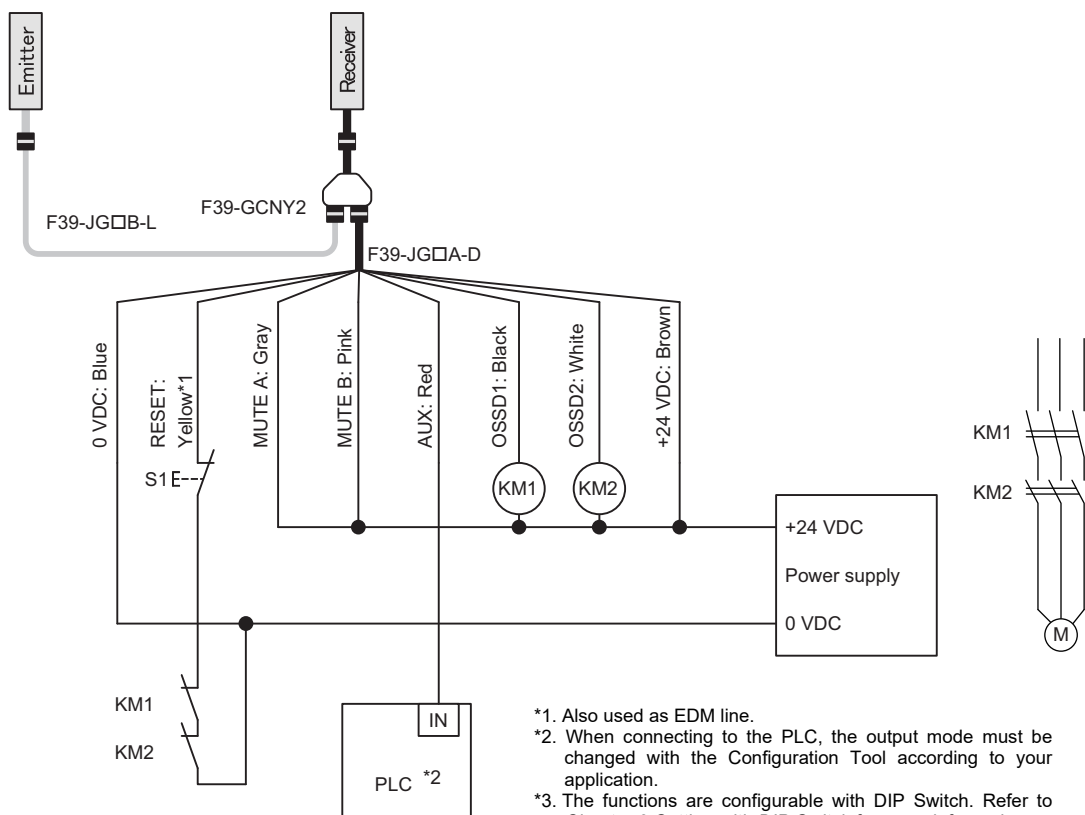 Emitter
Receiver
F39-GCNY2
F39-JG□B-L
F39-JG□A-D
0 VDC: Blue
RESET:
Yellow*1
MUTE A: Gray
MUTE B: Pink
AUX: Red
OSSD1: Black
OSSD2: White
+24 VDC: Brown
S1
KM1
KM2
KM1
KM2
+24 VDC
Power supply
0 VDC
M
KM1
KM2
IN
PLC *2
*1. Also used as EDM line.
*2. When connecting to the PLC, the output mode must be
changed with the Configuration Tool according to your
application.
*3. The functions are configurable with DIP Switch. Refer to